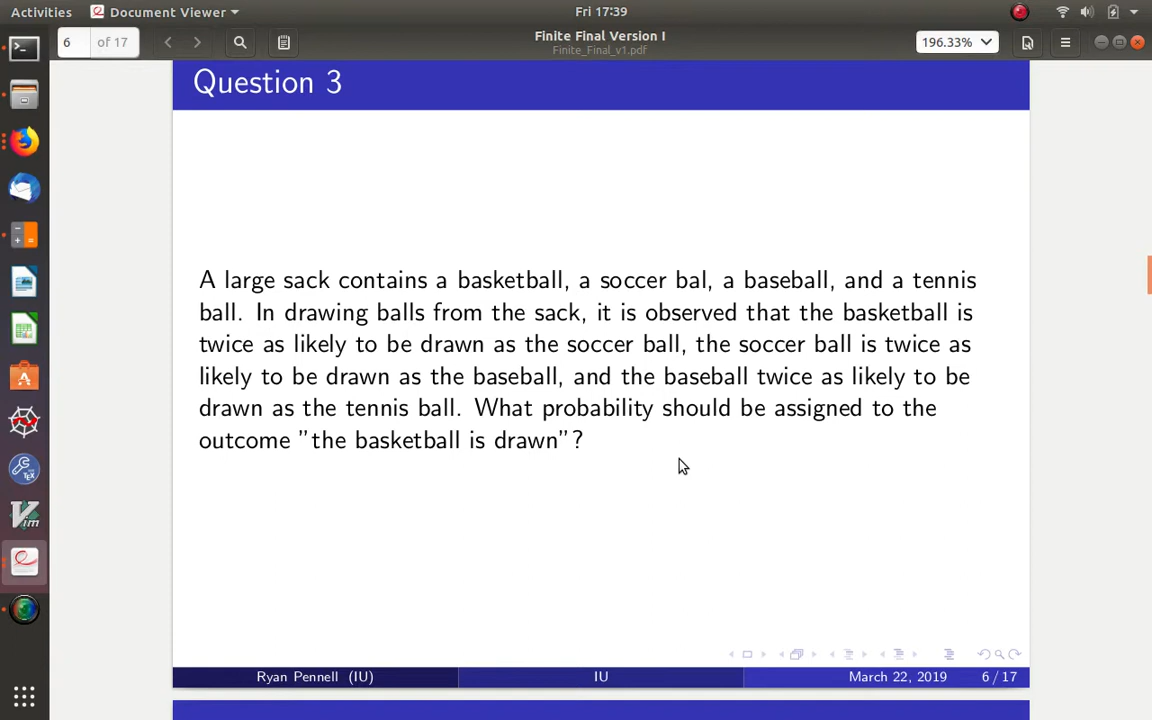 Activities Document Viewer Fri 17:39
6 of 17 Finite Final Version I 196.33%
Finite_Final_v1.pdf
Question 3
A large sack contains a basketball, a soccer bal, a baseball, and a tennis
ball. In drawing balls from the sack, it is observed that the basketball is
twice as likely to be drawn as the soccer ball, the soccer ball is twice as
likely to be drawn as the baseball, and the baseball twice as likely to be
drawn as the tennis ball. What probability should be assigned to the
outcome ”the basketball is drawn”?
Ryan Pennell (IU) IU March 22, 2019 6 / 17